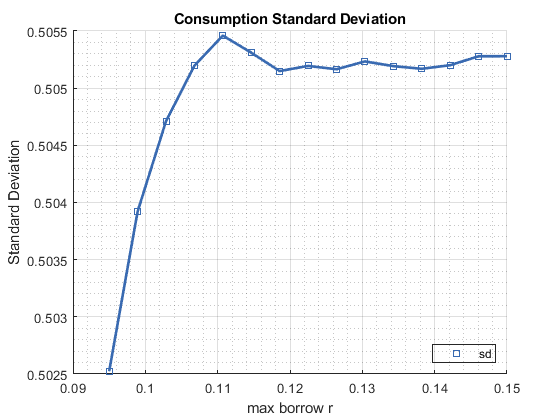 Consumption Standard Deviation
0.5055
0.505
0.5045
0.504
0.5035
0.503
0.5025
Standard Deviation
0.09 0.1 0.11 0.12 0.13 0.14 0.15
max borrow r
sd